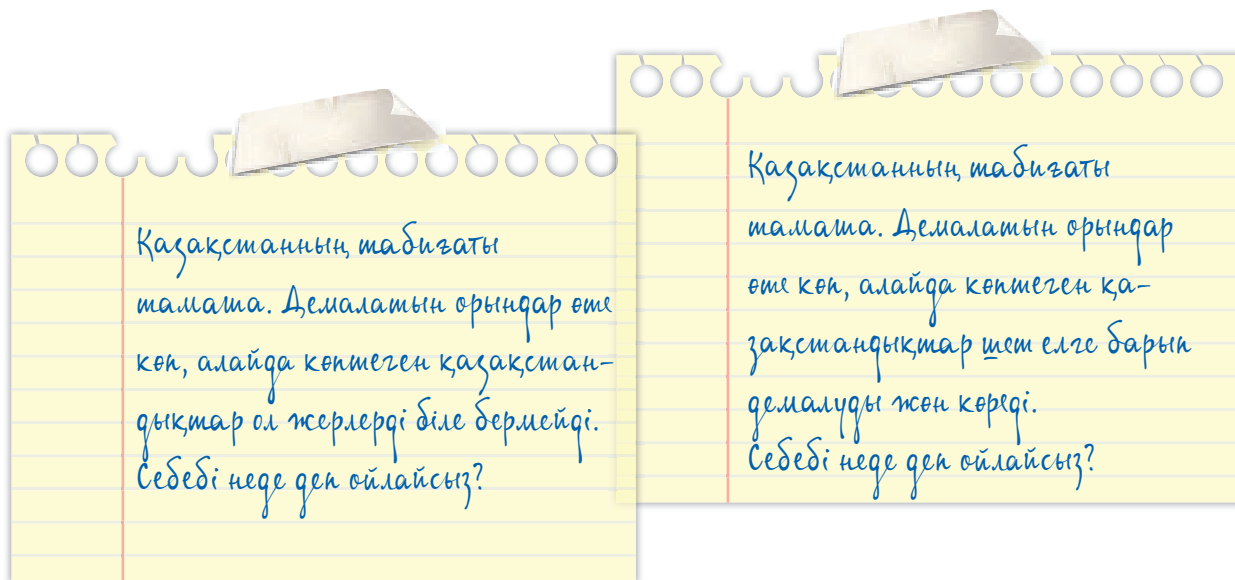 Қазақстанның табиғаты
тамаша. Демалатын орындар өте
көп, алайда көптеген қазақстан-
дықтар ол жерлерді біле бермейді.
Себебі неде деп ойлайсыз?
Қазақстанның табиғаты
тамаша. Демалатын орындар
өте көп, алайда көптеген қа-
зақстандықтар шет елге барып
демалуды жөн көреді.
Себебі неде деп ойлайсыз?